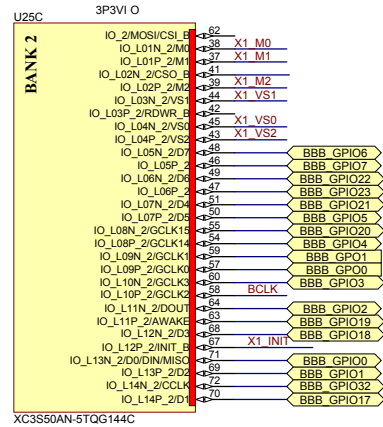 U25C 3P3VI O
BANK 2
IO_2/MOSI/CSI_B 62
IO_L01N_2/M0 38 X1_M0
IO_L01P_2/M1 37 X1_M1
IO_L02N_2/CSO_B 41
IO_L02P_2/M2 39 X1_M2
IO_L03N_2/VS1 44 X1_VS1
IO_L03P_2/RDWR_B 42
IO_L04N_2/VS0 45 X1_VS0
IO_L04P_2/VS2 43 X1_VS2
IO_L05N_2/D7 48 BBB_GPIO6
IO_L05P_2 46 BBB_GPIO7
IO_L06N_2/D6 49 BBB_GPIO22
IO_L06P_2 47 BBB_GPIO23
IO_L07N_2/D4 51 BBB_GPIO21
IO_L07P_2/D5 50 BBB_GPIO5
IO_L08N_2/GCLK15 55 BBB_GPIO20
IO_L08P_2/GCLK14 54 BBB_GPIO4
IO_L09N_2/GCLK1 59 BBB_GPO1
IO_L09P_2/GCLK0 57 BBB_GPO0
IO_L10N_2/GCLK3 60 BBB_GPIO3
IO_L10P_2/GCLK2 58 BCLK
IO_L11N_2/DOUT 64 BBB_GPIO2
IO_L11P_2/AWAKE 63 BBB_GPIO19
IO_L12N_2/D3 68 BBB_GPIO18
IO_L12P_2/INIT_B 67 X1_INIT
IO_L13N_2/D0/DIN/MISO 71 BBB_GPIO0
IO_L13P_2/D2 69 BBB_GPIO1
IO_L14N_2/CCLK 72 BBB_GPIO32
IO_L14P_2/D1 70 BBB_GPIO17
XC3S50AN-5TQG144C